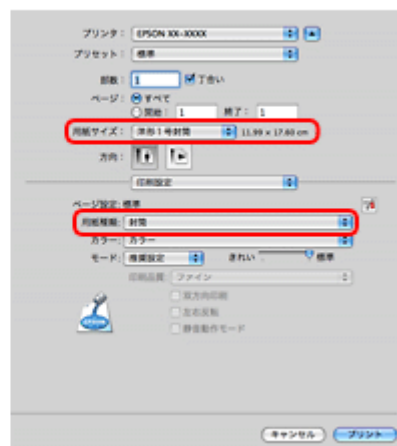 プリンタ: EPSON XX-XXXX
プリセット: 標準
部数: 1 丁合い
ページ: すべて
開始: 1 終了: 1
用紙サイズ: 洋形1号封筒 11.99 x 17.60 cm
方向:
印刷設定
ページ設定: 標準
用紙種類: 封筒
カラー: カラー
モード: 推奨設定 きれい 標準
印刷品質: ファイン
双方向印刷
左右反転
静音動作モード
EPSON
キャンセル プリント